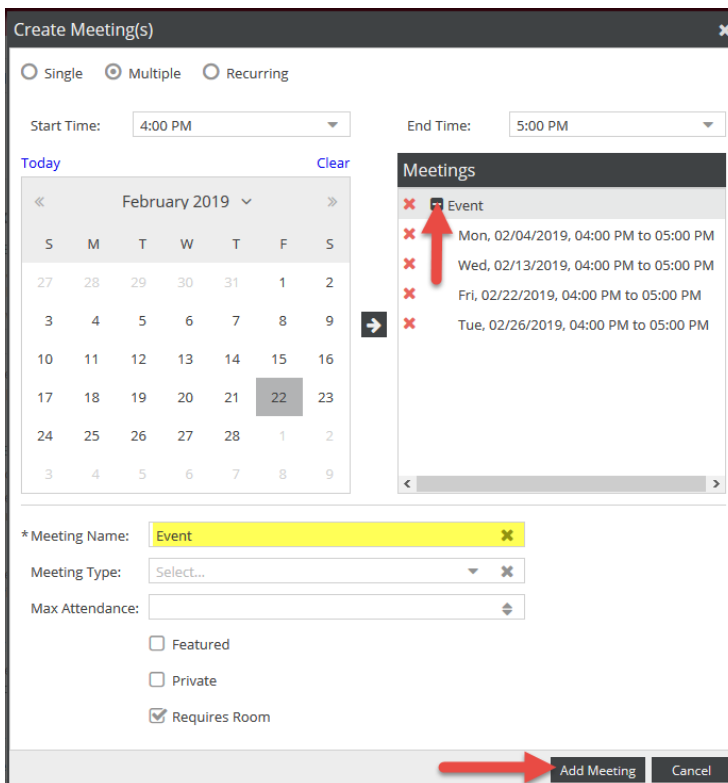 Create Meeting(s)
Single Multiple Recurring
Start Time: 4:00 PM End Time: 5:00 PM
Today Clear
Meetings
« February 2019 »
S M T W T F S
27 28 29 30 31 1 2
3 4 5 6 7 8 9
10 11 12 13 14 15 16
17 18 19 20 21 22 23
24 25 26 27 28 1 2
3 4 5 6 7 8 9
Event
Mon, 02/04/2019, 04:00 PM to 05:00 PM
Wed, 02/13/2019, 04:00 PM to 05:00 PM
Fri, 02/22/2019, 04:00 PM to 05:00 PM
Tue, 02/26/2019, 04:00 PM to 05:00 PM
*Meeting Name: Event
Meeting Type: Select...
Max Attendance:
Featured
Private
Requires Room
Add Meeting Cancel